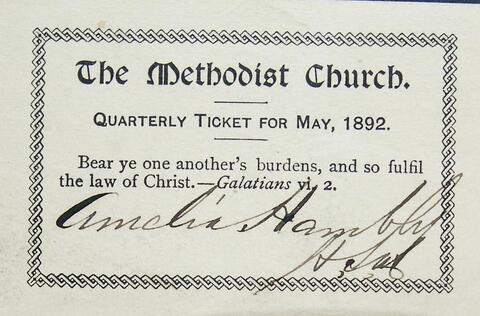 The Methodist Church.
QUARTERLY TICKET FOR MAY, 1892.
Bear ye one another's burdens, and so fulfil
the law of Christ.—Galatians vi. 2.
Amelia Hambly